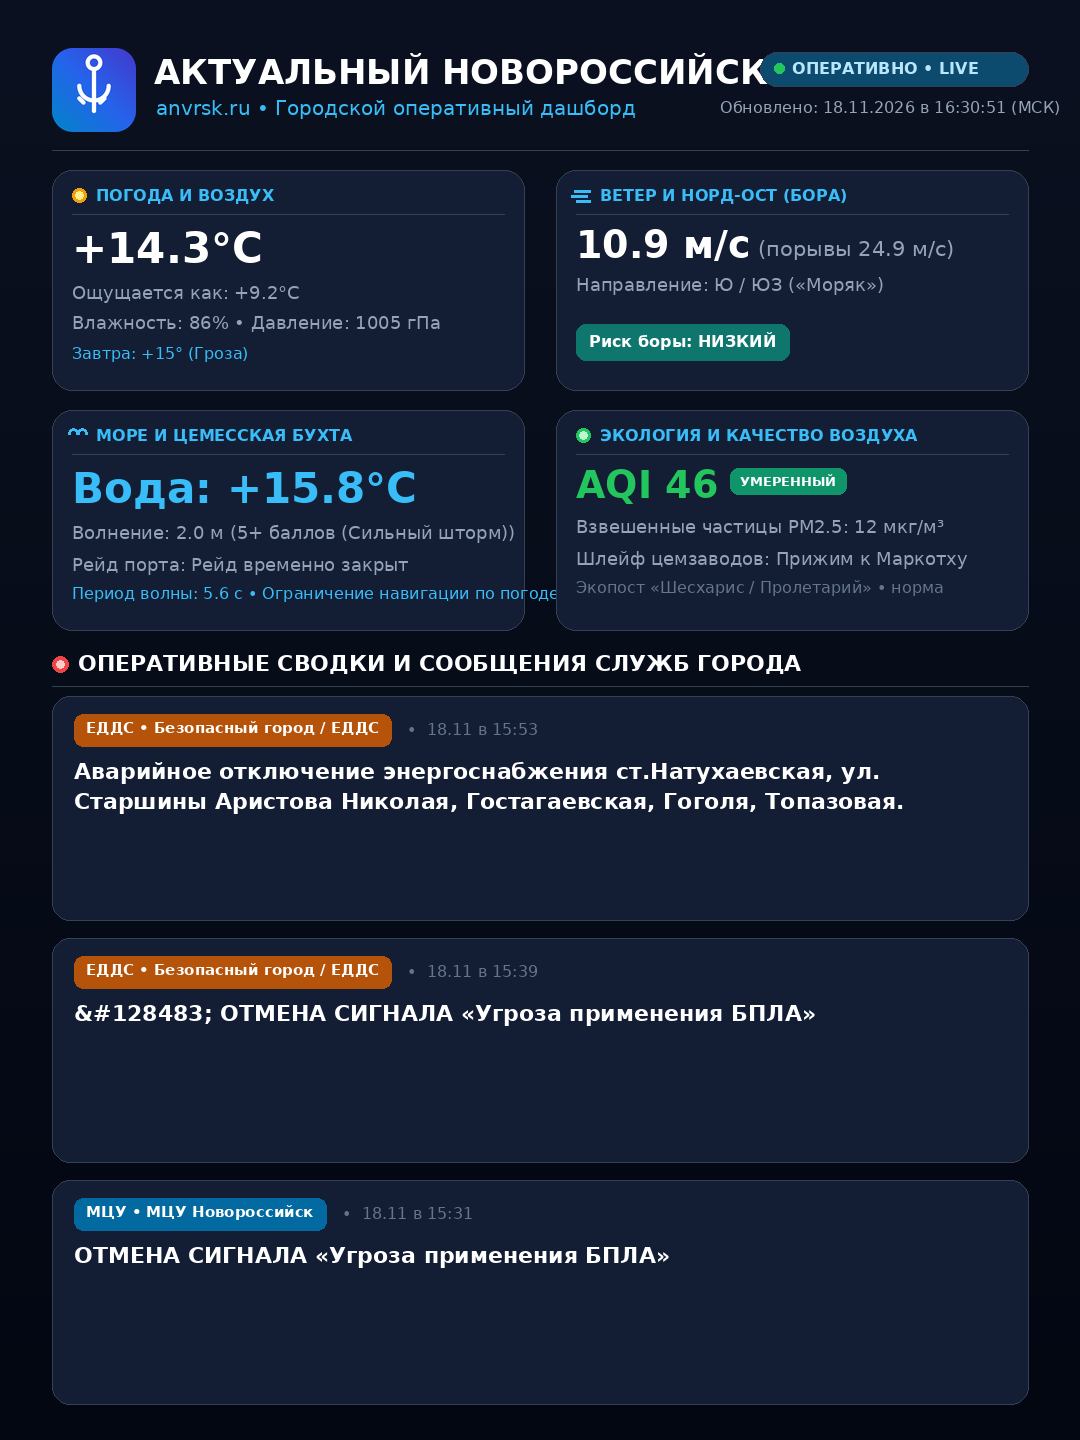 АКТУАЛЬНЫЙ НОВОРОССИЙСК
ОПЕРАТИВНО • LIVE
anvrsk.ru • Городской оперативный дашборд
Обновлено: 18.11.2026 в 16:30:51 (МСК)
ПОГОДА И ВОЗДУХ
+14.3°C
Ощущается как: +9.2°C
Влажность: 86% • Давление: 1005 гПа
Завтра: +15° (Гроза)
ВЕТЕР И НОРД-ОСТ (БОРА)
10.9 м/с (порывы 24.9 м/с)
Направление: Ю / ЮЗ («Моряк»)
Риск боры: НИЗКИЙ
МОРЕ И ЦЕМЕССКАЯ БУХТА
Вода: +15.8°C
Волнение: 2.0 м (5+ баллов (Сильный шторм))
Рейд порта: Рейд временно закрыт
Период волны: 5.6 с • Ограничение навигации по погоде
ЭКОЛОГИЯ И КАЧЕСТВО ВОЗДУХА
AQI 46 УМЕРЕННЫЙ
Взвешенные частицы PM2.5: 12 мкг/м³
Шлейф цемзаводов: Прижим к Маркотху
Экопост «Шесхарис / Пролетарий» • норма
ОПЕРАТИВНЫЕ СВОДКИ И СООБЩЕНИЯ СЛУЖБ ГОРОДА
ЕДДС • Безопасный город / ЕДДС • 18.11 в 15:53
Аварийное отключение энергоснабжения ст.Натухаевская, ул.
Старшины Аристова Николая, Гостагаевская, Гоголя, Топазовая.
ЕДДС • Безопасный город / ЕДДС • 18.11 в 15:39
&#128483; ОТМЕНА СИГНАЛА «Угроза применения БПЛА»
МЦУ • МЦУ Новороссийск • 18.11 в 15:31
ОТМЕНА СИГНАЛА «Угроза применения БПЛА»